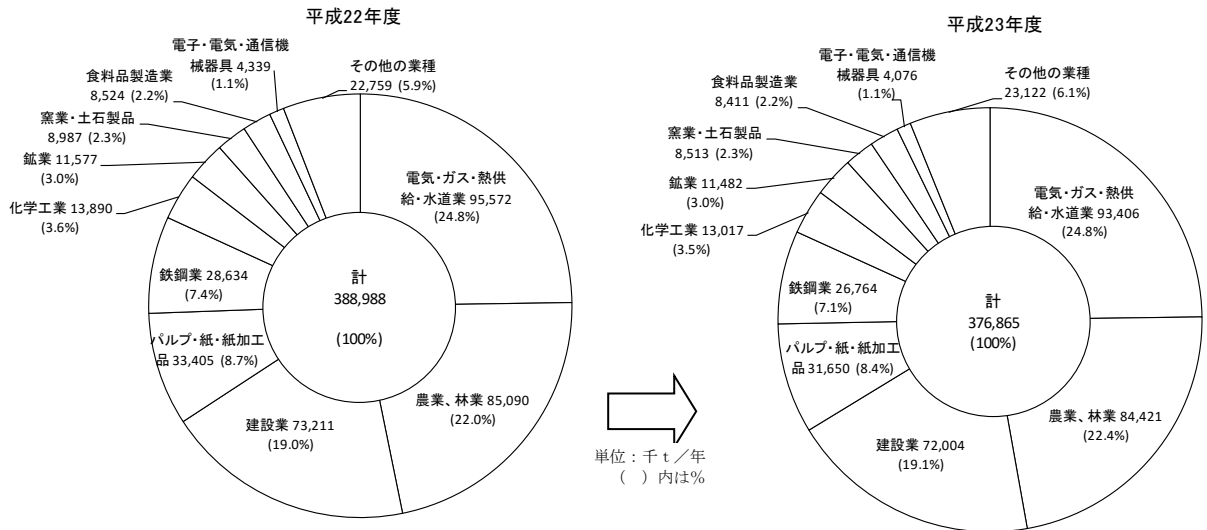 平成22年度
電子・電気・通信機
械器具 4,339
(1.1%)
その他の業種
22,759 (5.9%)
食料品製造業
8,524 (2.2%)
窯業・土石製品
8,987 (2.3%)
鉱業 11,577
(3.0%)
化学工業 13,890
(3.6%)
鉄鋼業 28,634
(7.4%)
パルプ・紙・紙加工
品 33,405 (8.7%)
建設業 73,211
(19.0%)
農業、林業 85,090
(22.0%)
電気・ガス・熱供
給・水道業 95,572
(24.8%)
計
388,988
(100%)
単位：千ｔ／年
（　）内は%
平成23年度
電子・電気・通信機
械器具 4,076
(1.1%)
その他の業種
23,122 (6.1%)
食料品製造業
8,411 (2.2%)
窯業・土石製品
8,513 (2.3%)
鉱業 11,482
(3.0%)
化学工業 13,017
(3.5%)
鉄鋼業 26,764
(7.1%)
パルプ・紙・紙加工
品 31,650 (8.4%)
建設業 72,004
(19.1%)
農業、林業 84,421
(22.4%)
電気・ガス・熱供
給・水道業 93,406
(24.8%)
計
376,865
(100%)